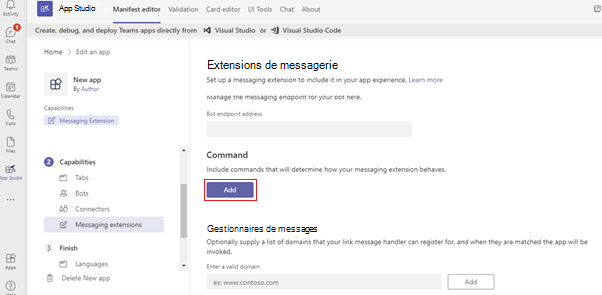 App Studio
Manifest editor
Validation
Card editor
UI Tools
Chat
About
Create, debug, and deploy Teams apps directly from Visual Studio or Visual Studio Code
Activity
Chat
1
Teams
Calendar
Calls
Files
App Studio
Apps
Home > Edit an app
New app
By Author
Capabilities
Messaging Extension
2 Capabilities
Tabs
Bots
Connectors
Messaging extensions
3 Finish
Languages
Delete New app
Extensions de messagerie
Set up a messaging extension to include it in your app experience. Learn more
Manage the messaging endpoint for your bot here.
Bot endpoint address
Command
Include commands that will determine how your messaging extension behaves.
Add
Gestionnaires de messages
Optionally supply a list of domains that your link message handler can register for, and when they are matched the app will be
invoked.
Enter a valid domain
ex: www.contoso.com
Add